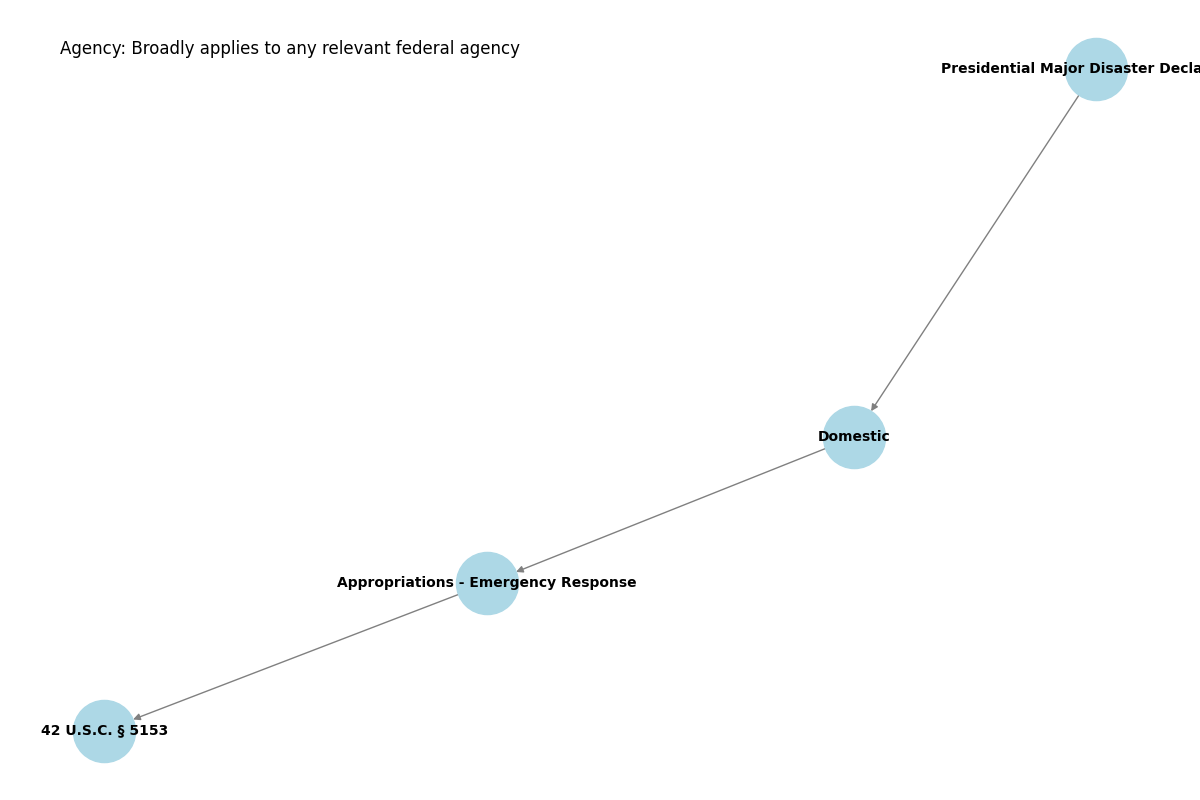 Agency: Broadly applies to any relevant federal agency
Presidential Major Disaster Decla
Domestic
Appropriations - Emergency Response
42 U.S.C. § 5153